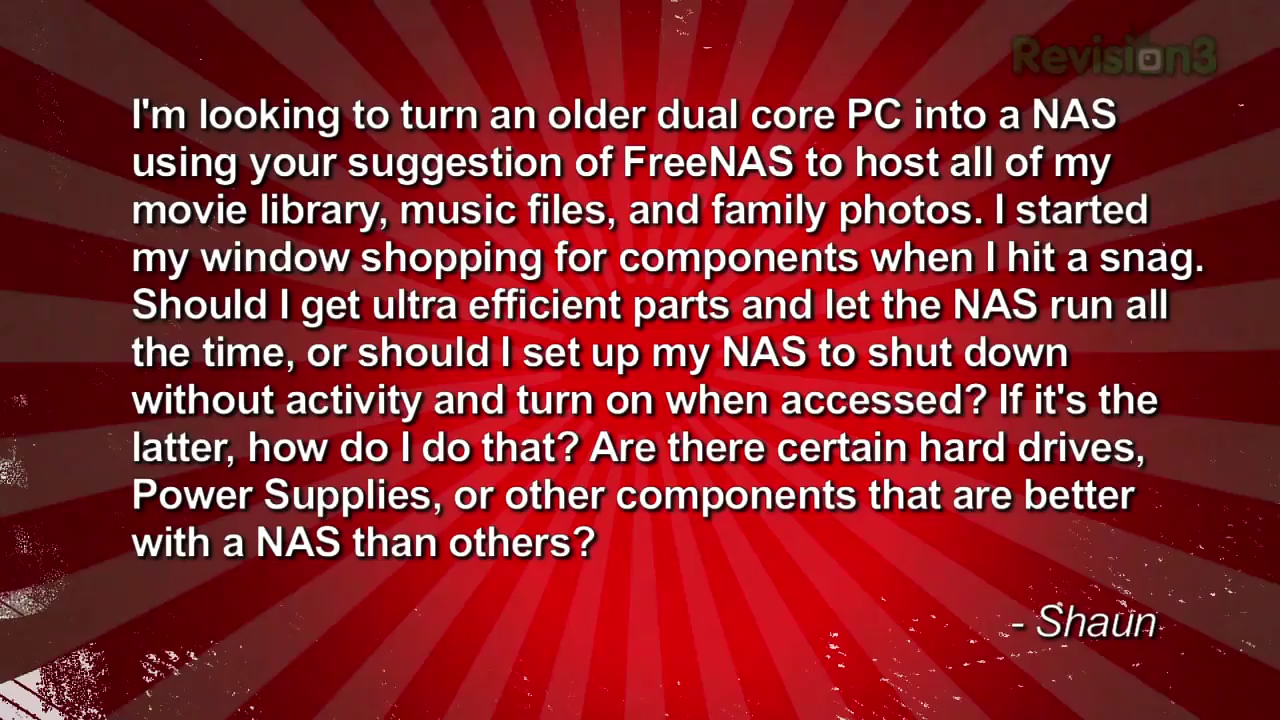 Revision3
I'm looking to turn an older dual core PC into a NAS
using your suggestion of FreeNAS to host all of my
movie library, music files, and family photos. I started
my window shopping for components when I hit a snag.
Should I get ultra efficient parts and let the NAS run all
the time, or should I set up my NAS to shut down
without activity and turn on when accessed? If it's the
latter, how do I do that? Are there certain hard drives,
Power Supplies, or other components that are better
with a NAS than others?
- Shaun